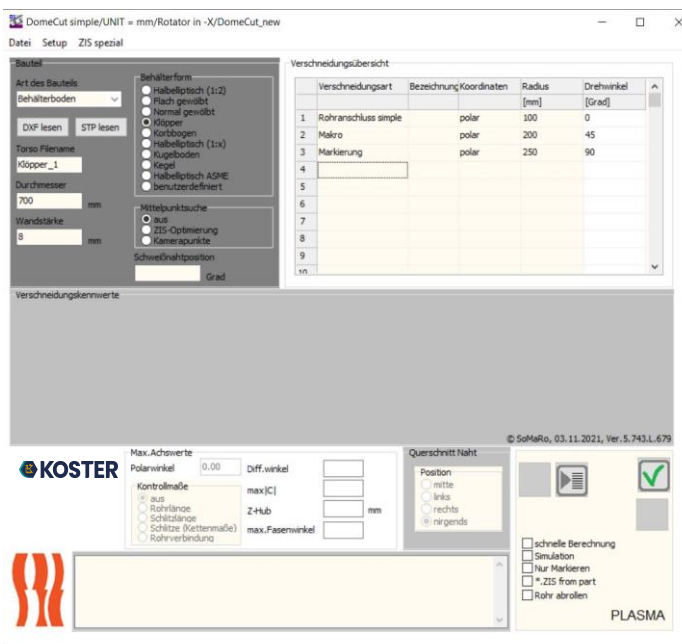 DomeCut simple/UNIT = mm/Rotator in -X/DomeCut_new
Datei Setup ZIS spezial
Bauteil
Art des Bauteils
Behälterboden
DXF lesen STP lesen
Torso Filename
Klöpper_1
Durchmesser
700 mm
Wandstärke
8 mm
Behälterform
Halbelliptisch (1:2)
Flach gewölbt
Normal gewölbt
Klöpper
Korbbogen
Halbelliptisch (1:x)
Kugelboden
Kegel
Halbelliptisch ASME
benutzerdefiniert
Mittelpunktsuche
aus
ZIS-Optimierung
Kamerapunkte
Schweißnahtposition
Grad
Verschneidungsübersicht
Verschneidungsart Bezeichnung Koordinaten Radius Drehwinkel
[mm] [Grad]
1 Rohranschluss simple polar 100 0
2 Makro polar 200 45
3 Markierung polar 250 90
4
5
6
7
8
9
10
Verschneidungskennwerte
© SoMaRo, 03.11.2021, Ver.5.743.L.679
KOSTER
Max.Achswerte
Polarwinkel 0.00
Kontrollmaße
aus
Rohrlänge
Schlitzlänge
Schlitze (Kettenmaße)
Rohrverbindung
Diff.winkel
max|C|
Z-Hub mm
max.Fasenwinkel
Querschnitt Naht
Position
mitte
links
rechts
nirgends
schnelle Berechnung
Simulation
Nur Markieren
*.ZIS from part
Rohr abrollen
PLASMA